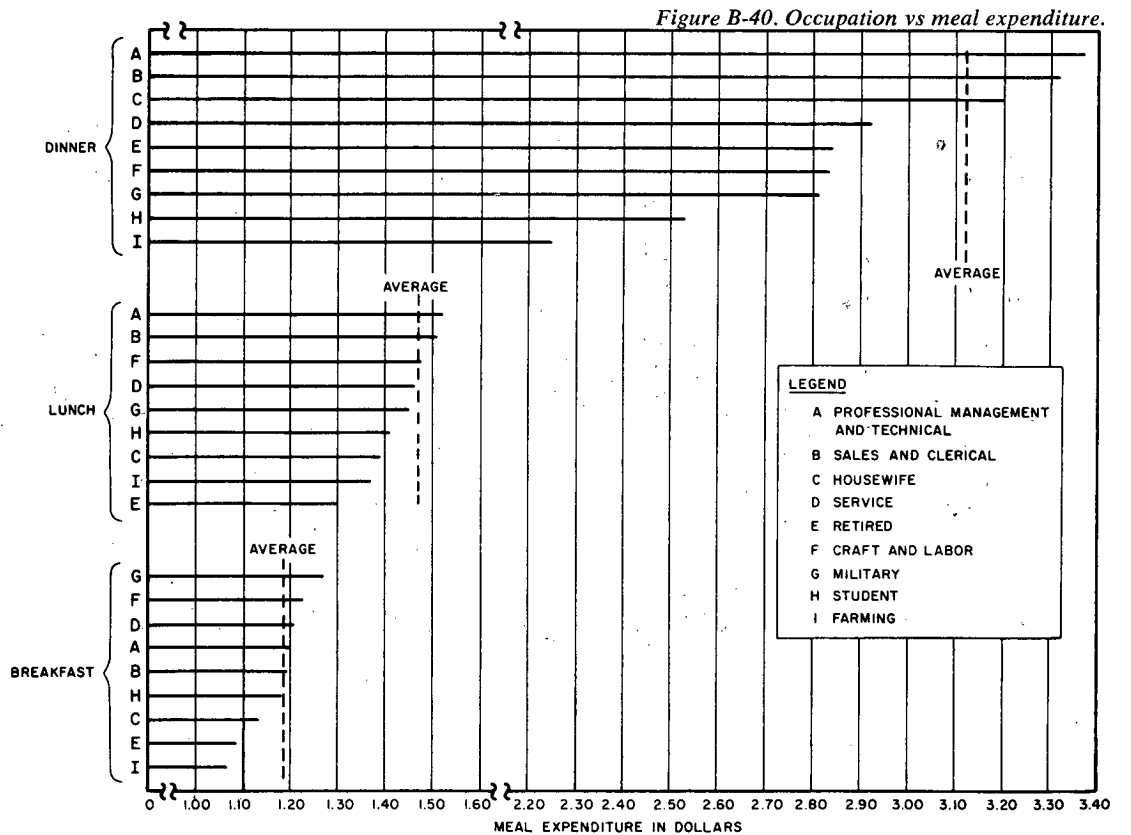 Figure B-40. Occupation vs meal expenditure.
DINNER
A
B
C
D
E
F
G
H
I
AVERAGE
AVERAGE
LUNCH
A
B
F
D
G
H
C
I
E
LEGEND
A PROFESSIONAL MANAGEMENT
AND TECHNICAL
B SALES AND CLERICAL
C HOUSEWIFE
D SERVICE
E RETIRED
F CRAFT AND LABOR
G MILITARY
H STUDENT
I FARMING
AVERAGE
BREAKFAST
G
F
D
A
B
H
C
E
I
0 1.00 1.10 1.20 1.30 1.40 1.50 1.60 2.20 2.30 2.40 2.50 2.60 2.70 2.80 2.90 3.00 3.10 3.20 3.30 3.40
MEAL EXPENDITURE IN DOLLARS